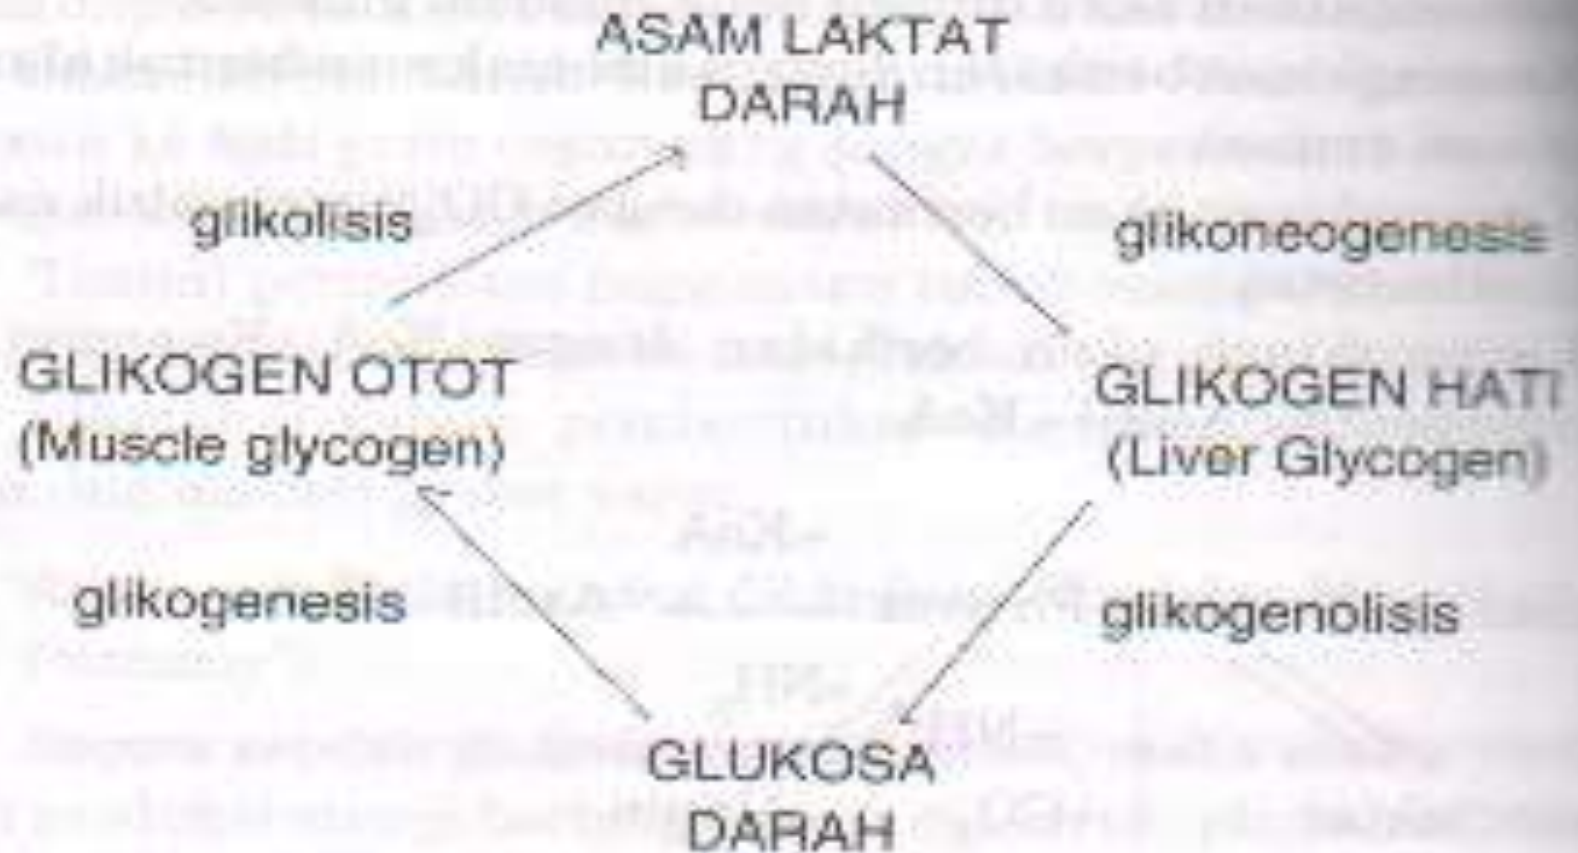 ASAM LAKTAT
DARAH
glikolisis
glikoneogenesis
GLIKOGEN OTOT
(Muscle glycogen)
GLIKOGEN HATI
(Liver Glycogen)
glikogenesis
glikogenolisis
GLUKOSA
DARAH